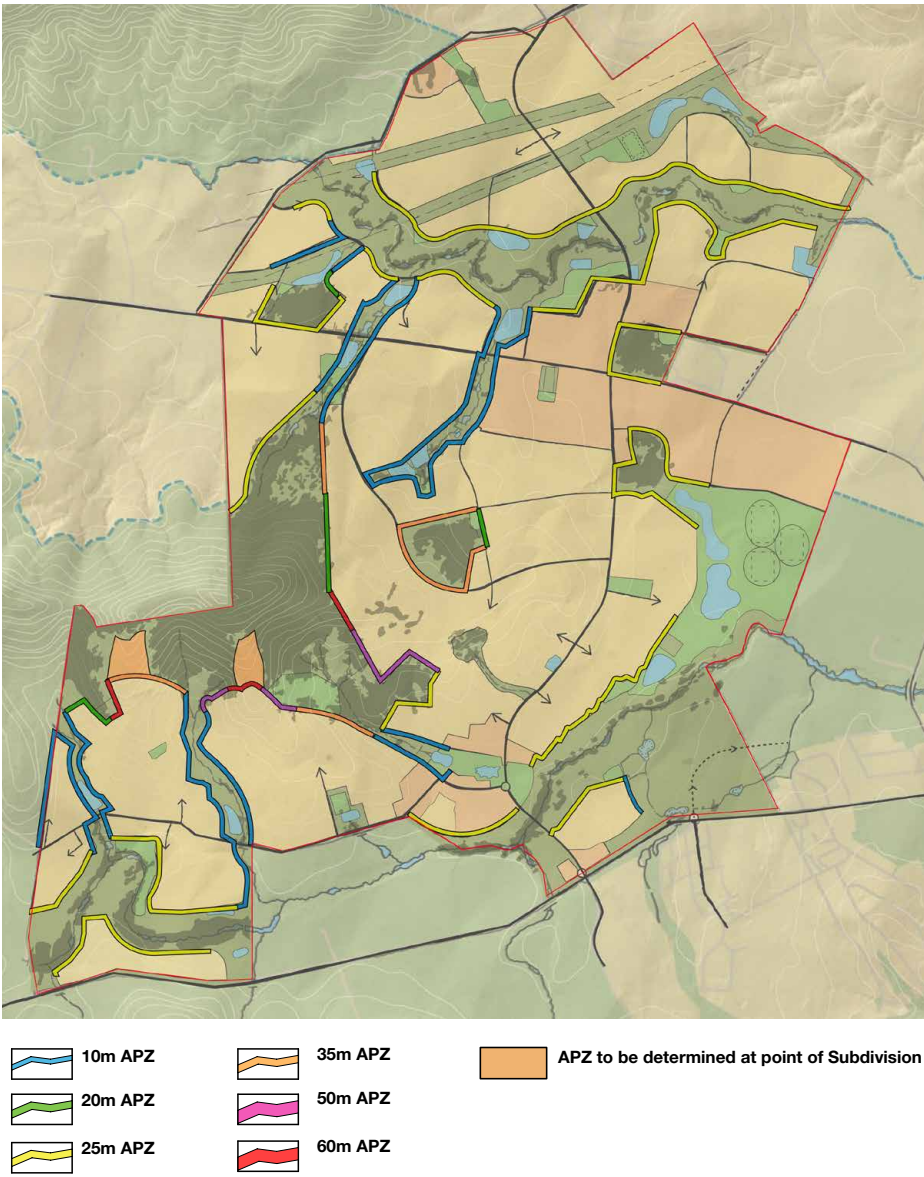 10m APZ
20m APZ
25m APZ
35m APZ
50m APZ
60m APZ
APZ to be determined at point of Subdivision